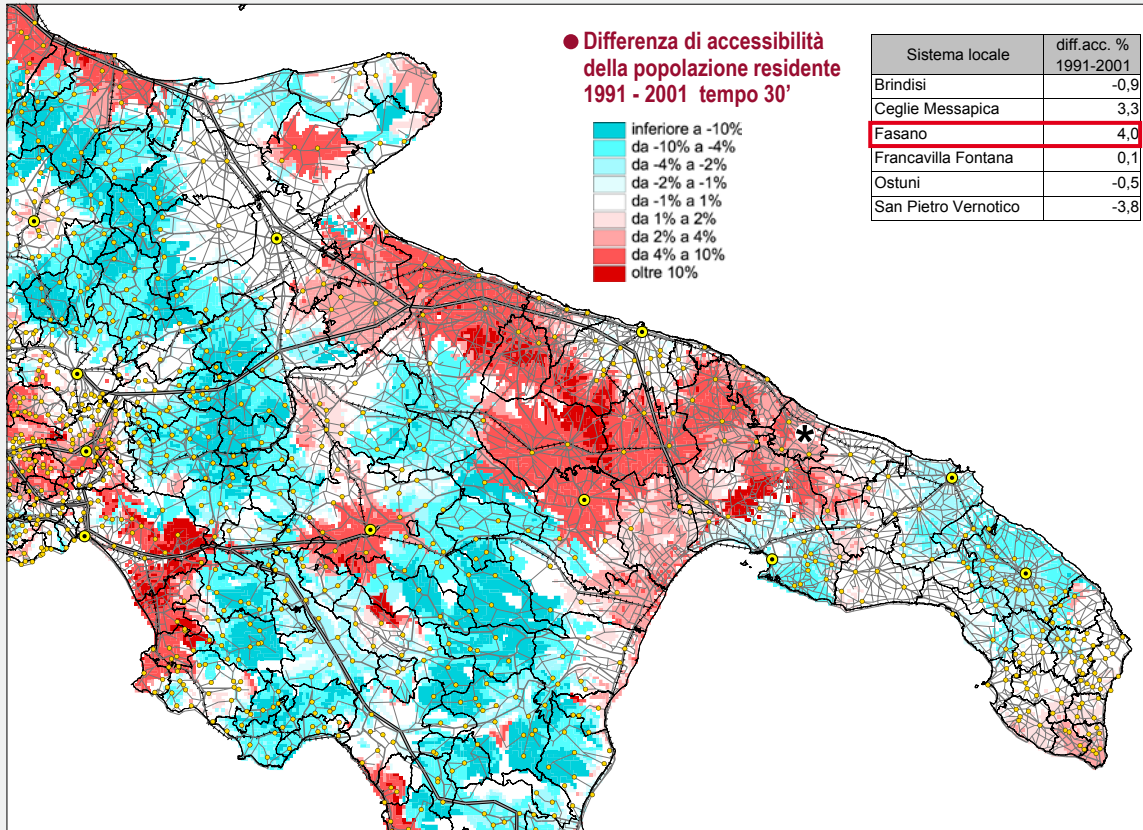 ● Differenza di accessibilità
della popolazione residente
1991 - 2001 tempo 30’
inferiore a -10%
da -10% a -4%
da -4% a -2%
da -2% a -1%
da -1% a 1%
da 1% a 2%
da 2% a 4%
da 4% a 10%
oltre 10%
Sistema locale diff.acc. %
1991-2001
Brindisi -0,9
Ceglie Messapica 3,3
Fasano 4,0
Francavilla Fontana 0,1
Ostuni -0,5
San Pietro Vernotico -3,8
*